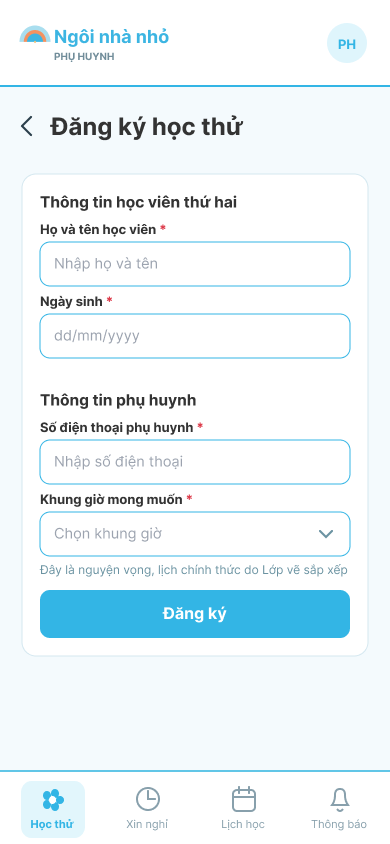 Ngôi nhà nhỏ
PHỤ HUYNH
PH
Đăng ký học thử
Thông tin học viên thứ hai
Họ và tên học viên *
Nhập họ và tên
Ngày sinh *
dd/mm/yyyy
Thông tin phụ huynh
Số điện thoại phụ huynh *
Nhập số điện thoại
Khung giờ mong muốn *
Chọn khung giờ
Đây là nguyện vọng, lịch chính thức do Lớp vẽ sắp xếp
Đăng ký
Học thử
Xin nghỉ
Lịch học
Thông báo